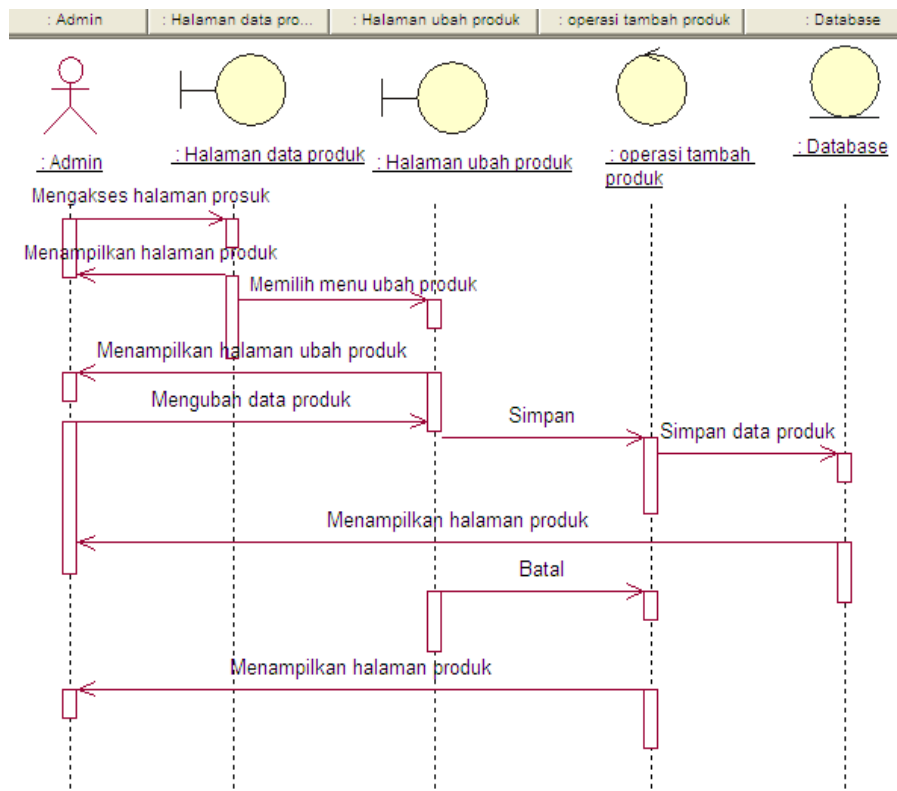 : Admin
: Halaman data pro...
: Halaman ubah produk
: operasi tambah produk
: Database
: Admin
: Halaman data produk
: Halaman ubah produk
: operasi tambah
produk
: Database
Mengakses halaman prosuk
Menampilkan halaman produk
Memilih menu ubah produk
Menampilkan halaman ubah produk
Mengubah data produk
Simpan
Simpan data produk
Menampilkan halaman produk
Batal
Menampilkan halaman produk